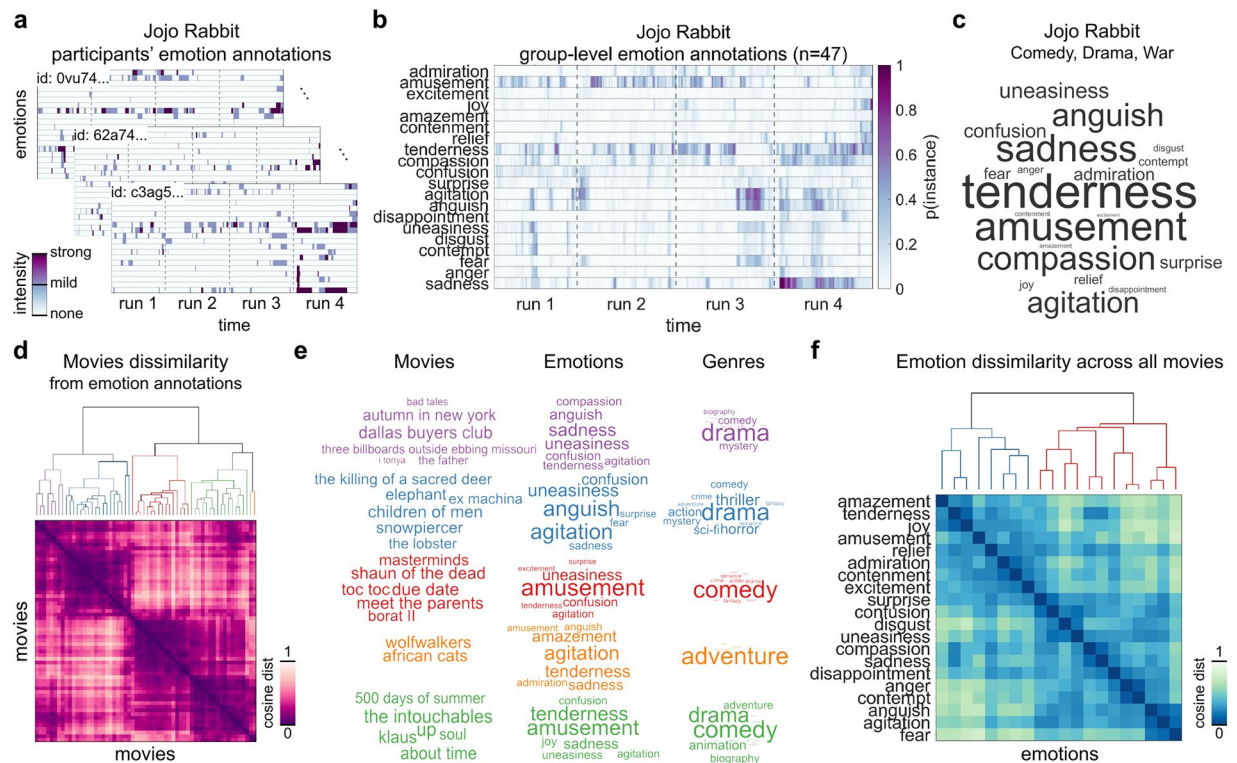 a
Jojo Rabbit
participants' emotion annotations
id: 0vu74...
id: 62a74...
id: c3ag5...
emotions
intensity
strong
mild
none
run 1
run 2
run 3
run 4
time
b
Jojo Rabbit
group-level emotion annotations (n=47)
admiration
amusement
excitement
joy
amazement
contenment
relief
tenderness
compassion
confusion
surprise
agitation
anguish
disappointment
uneasiness
disgust
contempt
fear
anger
sadness
run 1
run 2
run 3
run 4
time
1
0.8
0.6
0.4
0.2
0
p(instance)
c
Jojo Rabbit
Comedy, Drama, War
uneasiness
anguish
confusion
sadness
disgust
contempt
fear
anger
admiration
tenderness
contenment
excitement
amusement
amazement
compassion
surprise
joy
relief
disappointment
agitation
d
Movies dissimilarity
from emotion annotations
movies
movies
cosine dist
1
0
e
Movies
Emotions
Genres
bad tales
autumn in new york
dallas buyers club
three billboards outside ebbing missouri
i tonya
the father
compassion
anguish
sadness
uneasiness
confusion
tenderness
agitation
biography
comedy
drama
mystery
the killing of a sacred deer
elephant
ex machina
children of men
snowpiercer
the lobster
confusion
uneasiness
anguish
surprise
fear
agitation
sadness
comedy
crime
thriller
adventure
fantasy
action
drama
mystery
sci-fi
horror
masterminds
shaun of the dead
toc toc
due date
meet the parents
borat II
surprise
excitement
uneasiness
amusement
tenderness
confusion
agitation
romance
crime
action
drama
comedy
fantasy
wolfwalkers
african cats
amusement
anguish
amazement
agitation
tenderness
admiration
sadness
adventure
500 days of summer
the intouchables
klaus
up
soul
about time
confusion
tenderness
amusement
joy
sadness
uneasiness
agitation
adventure
drama
comedy
animation
biography
f
Emotion dissimilarity across all movies
amazement
tenderness
joy
amusement
relief
admiration
contenment
excitement
surprise
confusion
disgust
uneasiness
compassion
sadness
disappointment
anger
contempt
anguish
agitation
fear
emotions
cosine dist
1
0